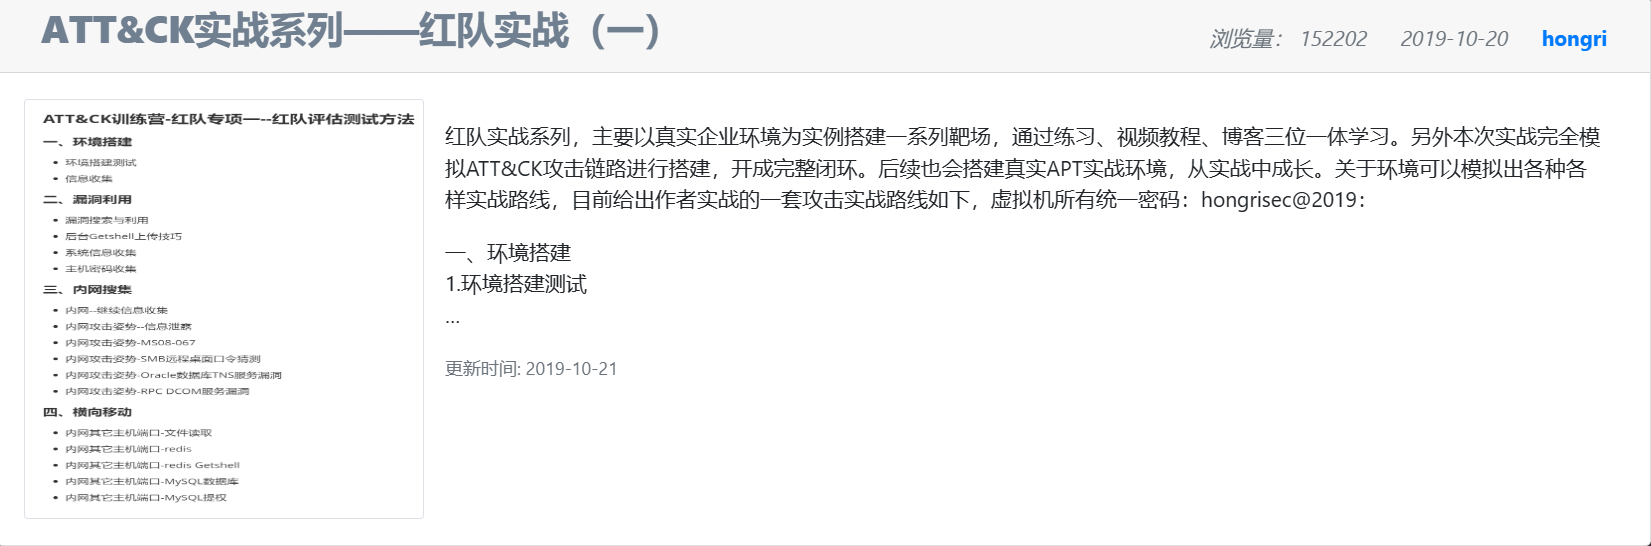 ATT&CK实战系列——红队实战（一）
浏览量： 152202 2019-10-20 hongri
ATT&CK训练营-红队专项一--红队评估测试方法
一、环境搭建
• 环境搭建测试
• 信息收集
二、漏洞利用
• 漏洞搜索与利用
• 后台Getshell上传技巧
• 系统信息收集
• 主机密码收集
三、内网搜集
• 内网--继续信息收集
• 内网攻击姿势--信息泄露
• 内网攻击姿势-MS08-067
• 内网攻击姿势-SMB远程桌面口令猜测
• 内网攻击姿势-Oracle数据库TNS服务漏洞
• 内网攻击姿势-RPC DCOM服务漏洞
四、横向移动
• 内网其它主机端口-文件读取
• 内网其它主机端口-redis
• 内网其它主机端口-redis Getshell
• 内网其它主机端口-MySQL数据库
• 内网其它主机端口-MySQL提权
红队实战系列，主要以真实企业环境为实例搭建一系列靶场，通过练习、视频教程、博客三位一体学习。另外本次实战完全模
拟ATT&CK攻击链路进行搭建，开成完整闭环。后续也会搭建真实APT实战环境，从实战中成长。关于环境可以模拟出各种各
样实战路线，目前给出作者实战的一套攻击实战路线如下，虚拟机所有统一密码：hongrisec@2019：
一、环境搭建
1.环境搭建测试
...
更新时间: 2019-10-21